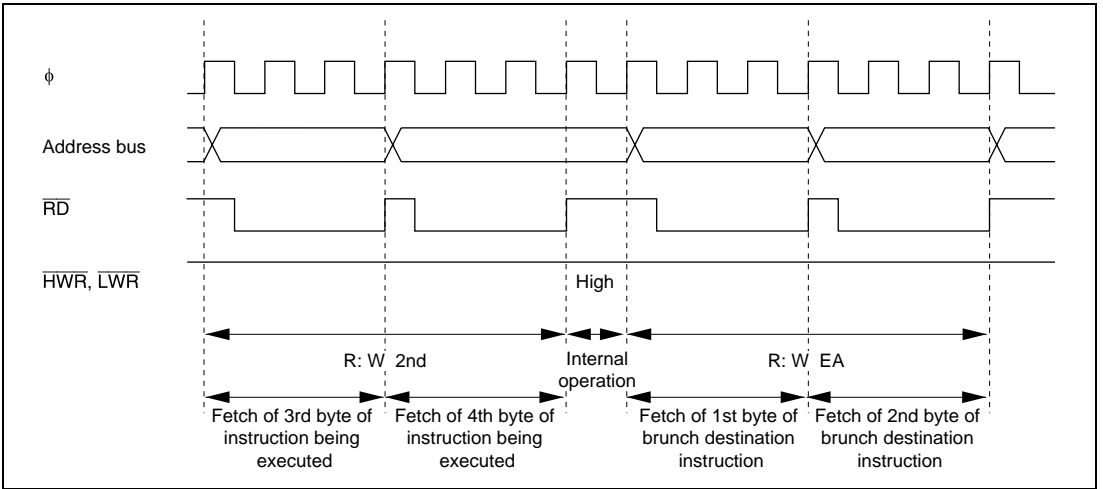 φ
Address bus
RD
HWR, LWR
High
R: W 2nd
Internal
operation
R: W EA
Fetch of 3rd byte of
instruction being
executed
Fetch of 4th byte of
instruction being
executed
Fetch of 1st byte of
brunch destination
instruction
Fetch of 2nd byte of
brunch destination
instruction